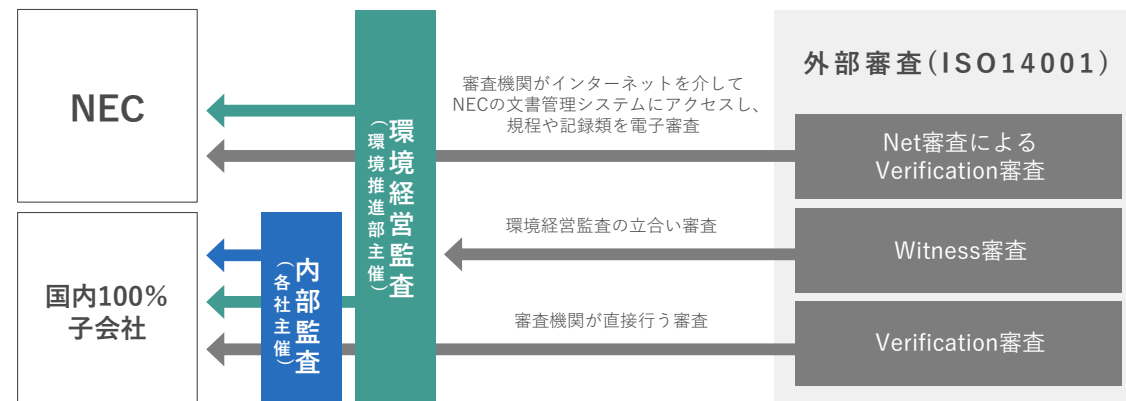 NEC
国内100%
子会社
内部監査
（各社主催）
環境経営監査
（環境推進部主催）
審査機関がインターネットを介して
NECの文書管理システムにアクセスし、
規程や記録類を電子審査
環境経営監査の立合い審査
審査機関が直接行う審査
外部審査(ISO14001)
Net審査による
Verification審査
Witness審査
Verification審査